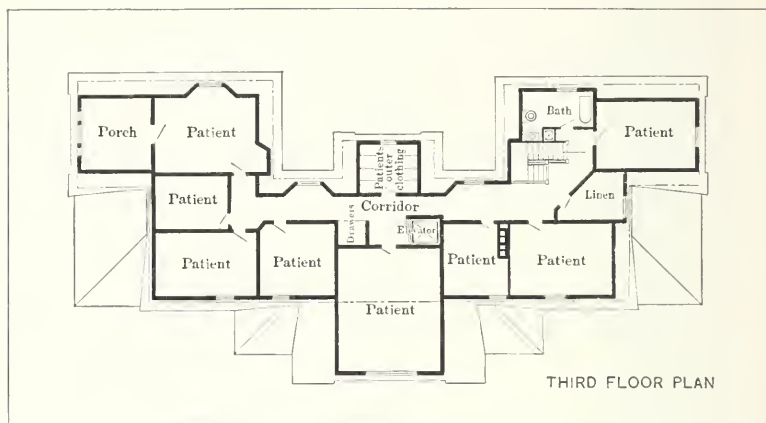 Porch
Patient
Bath
Patient
Patients
outer
clothing
Patient
Linen
Corridor
Drawers
Elevator
Patient
Patient
Patient
Patient
Patient
THIRD FLOOR PLAN